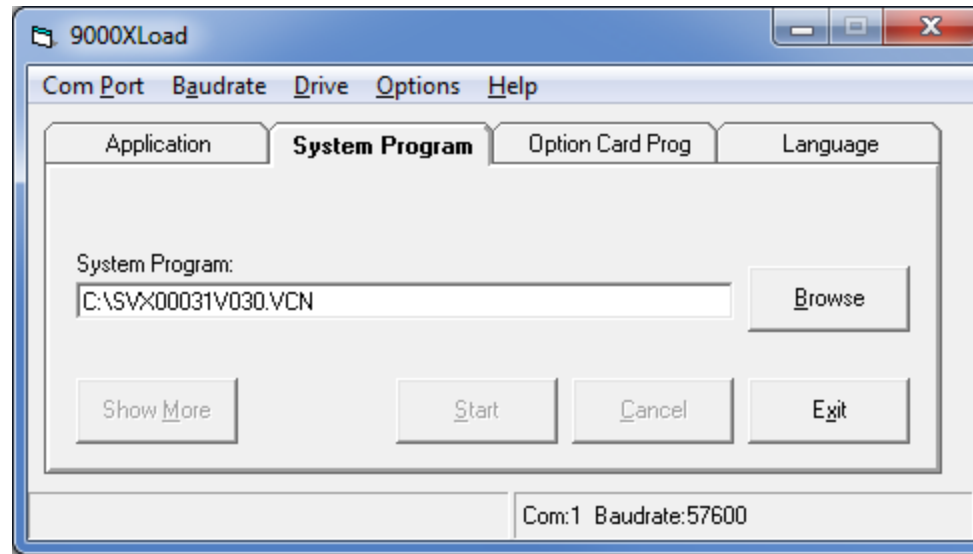 9000XLoad
Com Port Baudrate Drive Options Help
Application System Program Option Card Prog Language
System Program:
C:\SVX00031V030.VCN
Browse
Show More Start Cancel Exit
Com:1 Baudrate:57600